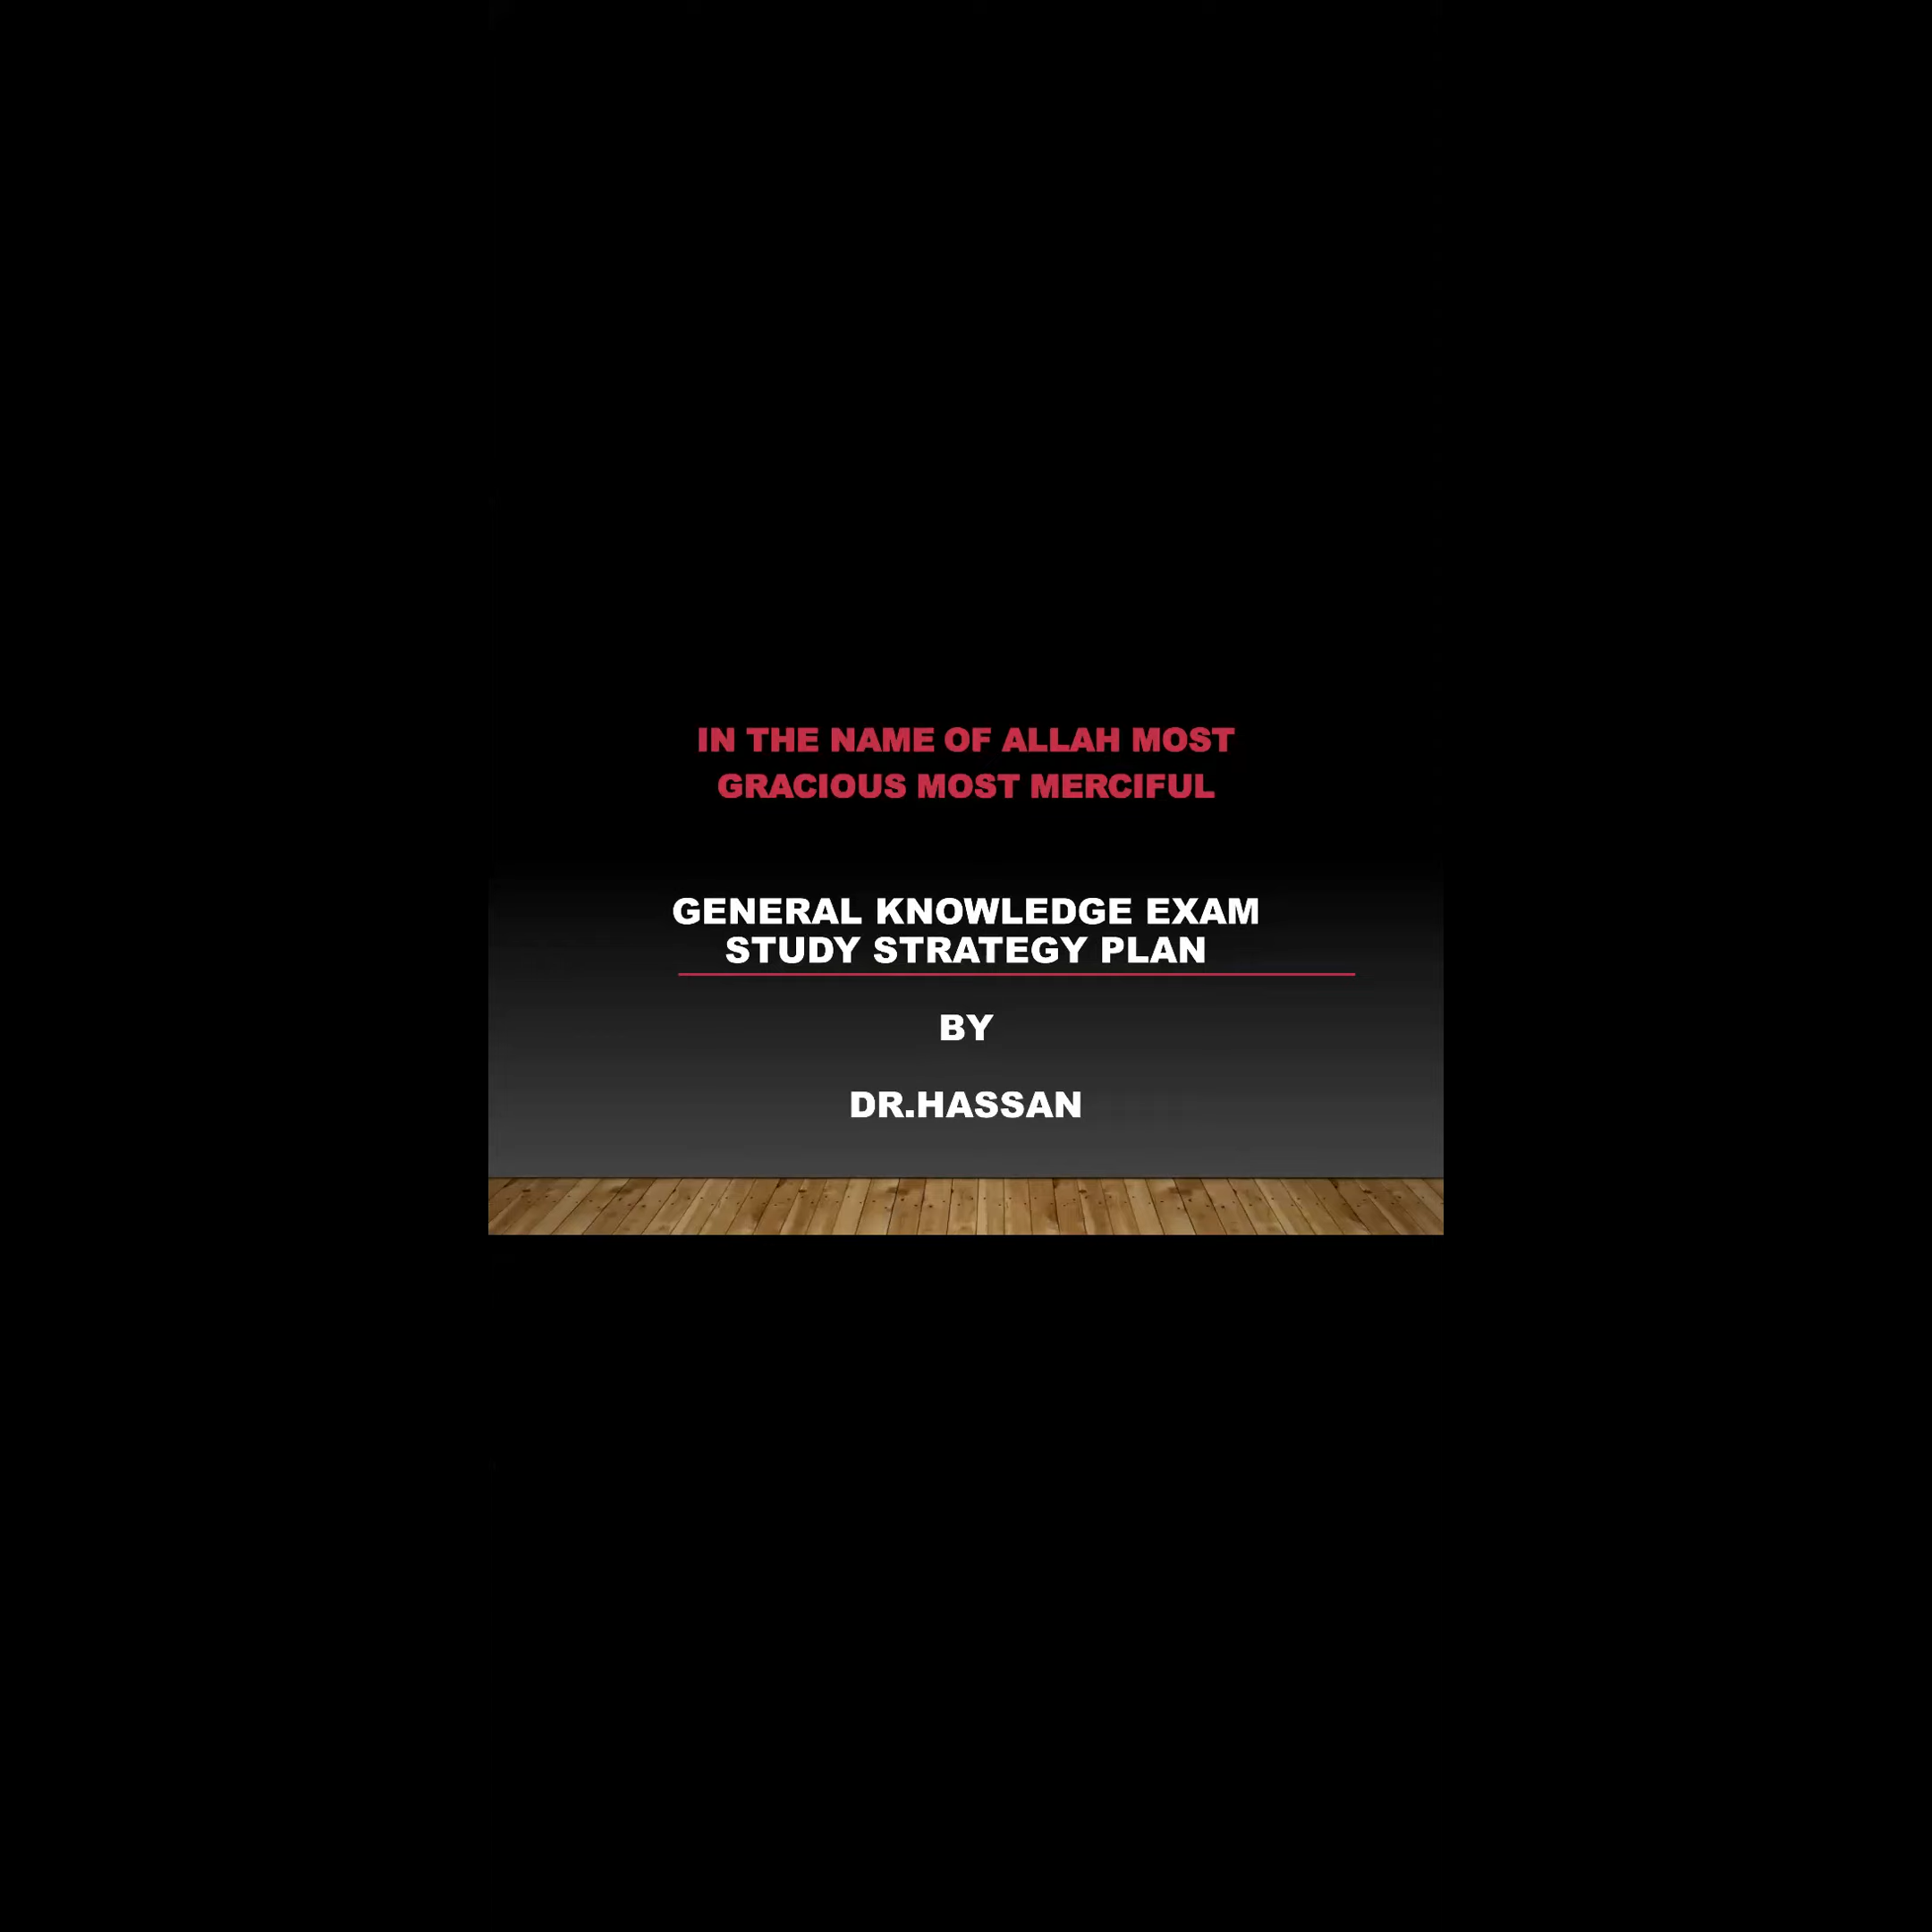 IN THE NAME OF ALLAH MOST
GRACIOUS MOST MERCIFUL
GENERAL KNOWLEDGE EXAM
STUDY STRATEGY PLAN
BY
DR.HASSAN